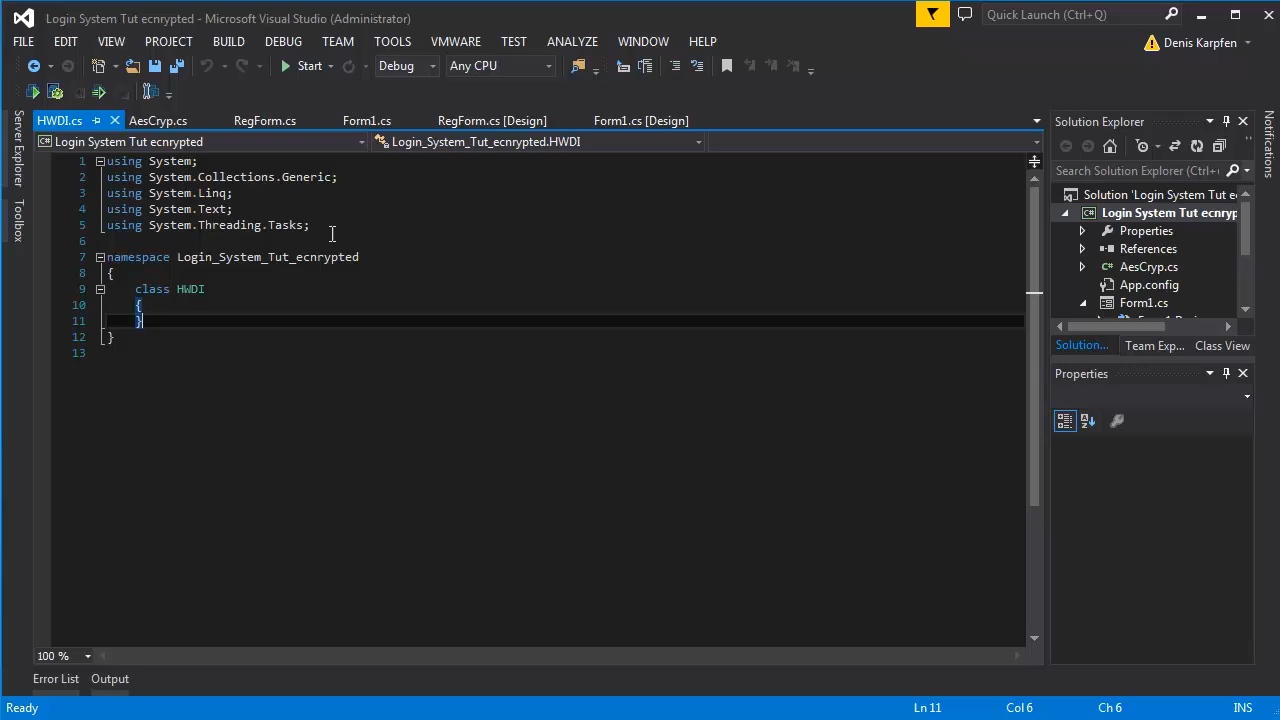 Login System Tut ecnrypted - Microsoft Visual Studio (Administrator)
Quick Launch (Ctrl+Q)
FILE EDIT VIEW PROJECT BUILD DEBUG TEAM TOOLS VMWARE TEST ANALYZE WINDOW HELP
Denis Karpfen
Start Debug Any CPU
Server Explorer
Toolbox
HWDI.cs AesCryp.cs RegForm.cs Form1.cs RegForm.cs [Design] Form1.cs [Design]
Login System Tut ecnrypted Login_System_Tut_ecnrypted.HWDI
1 using System;
2 using System.Collections.Generic;
3 using System.Linq;
4 using System.Text;
5 using System.Threading.Tasks;
6
7 namespace Login_System_Tut_ecnrypted
8 {
9 class HWDI
10 {
11 }
12 }
13
100 %
Error List Output
Solution Explorer
Search Solution Explorer (Ctrl+
Solution 'Login System Tut e
Login System Tut ecnryp
Properties
References
AesCryp.cs
App.config
Form1.cs
Solution... Team Exp... Class View
Properties
Notifications
Ready Ln 11 Col 6 Ch 6 INS